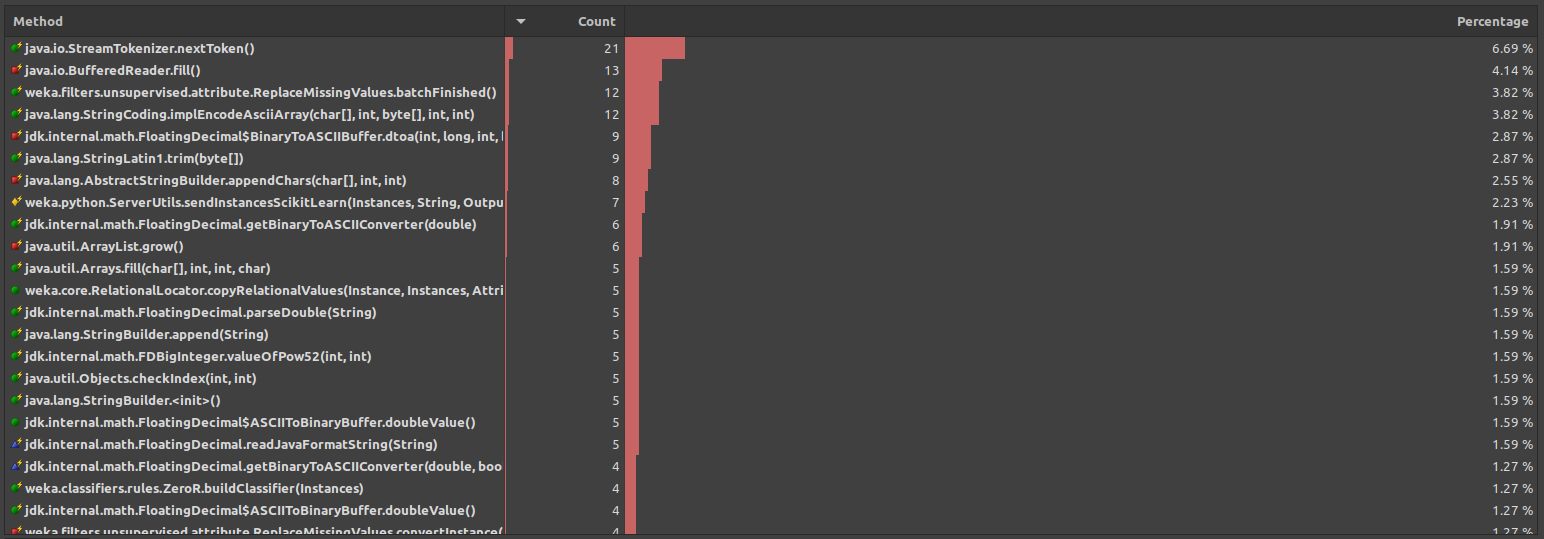 Method Count Percentage
java.io.StreamTokenizer.nextToken() 21 6.69 %
java.io.BufferedReader.fill() 13 4.14 %
weka.filters.unsupervised.attribute.ReplaceMissingValues.batchFinished() 12 3.82 %
java.lang.StringCoding.implEncodeAsciiArray(char[], int, byte[], int, int) 12 3.82 %
jdk.internal.math.FloatingDecimal$BinaryToASCIIBuffer.dtoa(int, long, int, 9 2.87 %
java.lang.StringLatin1.trim(byte[]) 9 2.87 %
java.lang.AbstractStringBuilder.appendChars(char[], int, int) 8 2.55 %
weka.python.ServerUtils.sendInstancesScikitLearn(Instances, String, Outpu 7 2.23 %
jdk.internal.math.FloatingDecimal.getBinaryToASCIIConverter(double) 6 1.91 %
java.util.ArrayList.grow() 6 1.91 %
java.util.Arrays.fill(char[], int, int, char) 5 1.59 %
weka.core.RelationalLocator.copyRelationalValues(Instance, Instances, Attri 5 1.59 %
jdk.internal.math.FloatingDecimal.parseDouble(String) 5 1.59 %
java.lang.StringBuilder.append(String) 5 1.59 %
jdk.internal.math.FDBigInteger.valueOfPow52(int, int) 5 1.59 %
java.util.Objects.checkIndex(int, int) 5 1.59 %
java.lang.StringBuilder.<init>() 5 1.59 %
jdk.internal.math.FloatingDecimal$ASCIIToBinaryBuffer.doubleValue() 5 1.59 %
jdk.internal.math.FloatingDecimal.readJavaFormatString(String) 5 1.59 %
jdk.internal.math.FloatingDecimal.getBinaryToASCIIConverter(double, boo 4 1.27 %
weka.classifiers.rules.ZeroR.buildClassifier(Instances) 4 1.27 %
jdk.internal.math.FloatingDecimal$ASCIIToBinaryBuffer.doubleValue() 4 1.27 %
weka.filters.unsupervised.attribute.ReplaceMissingValues.convertInstance( 4 1.27 %